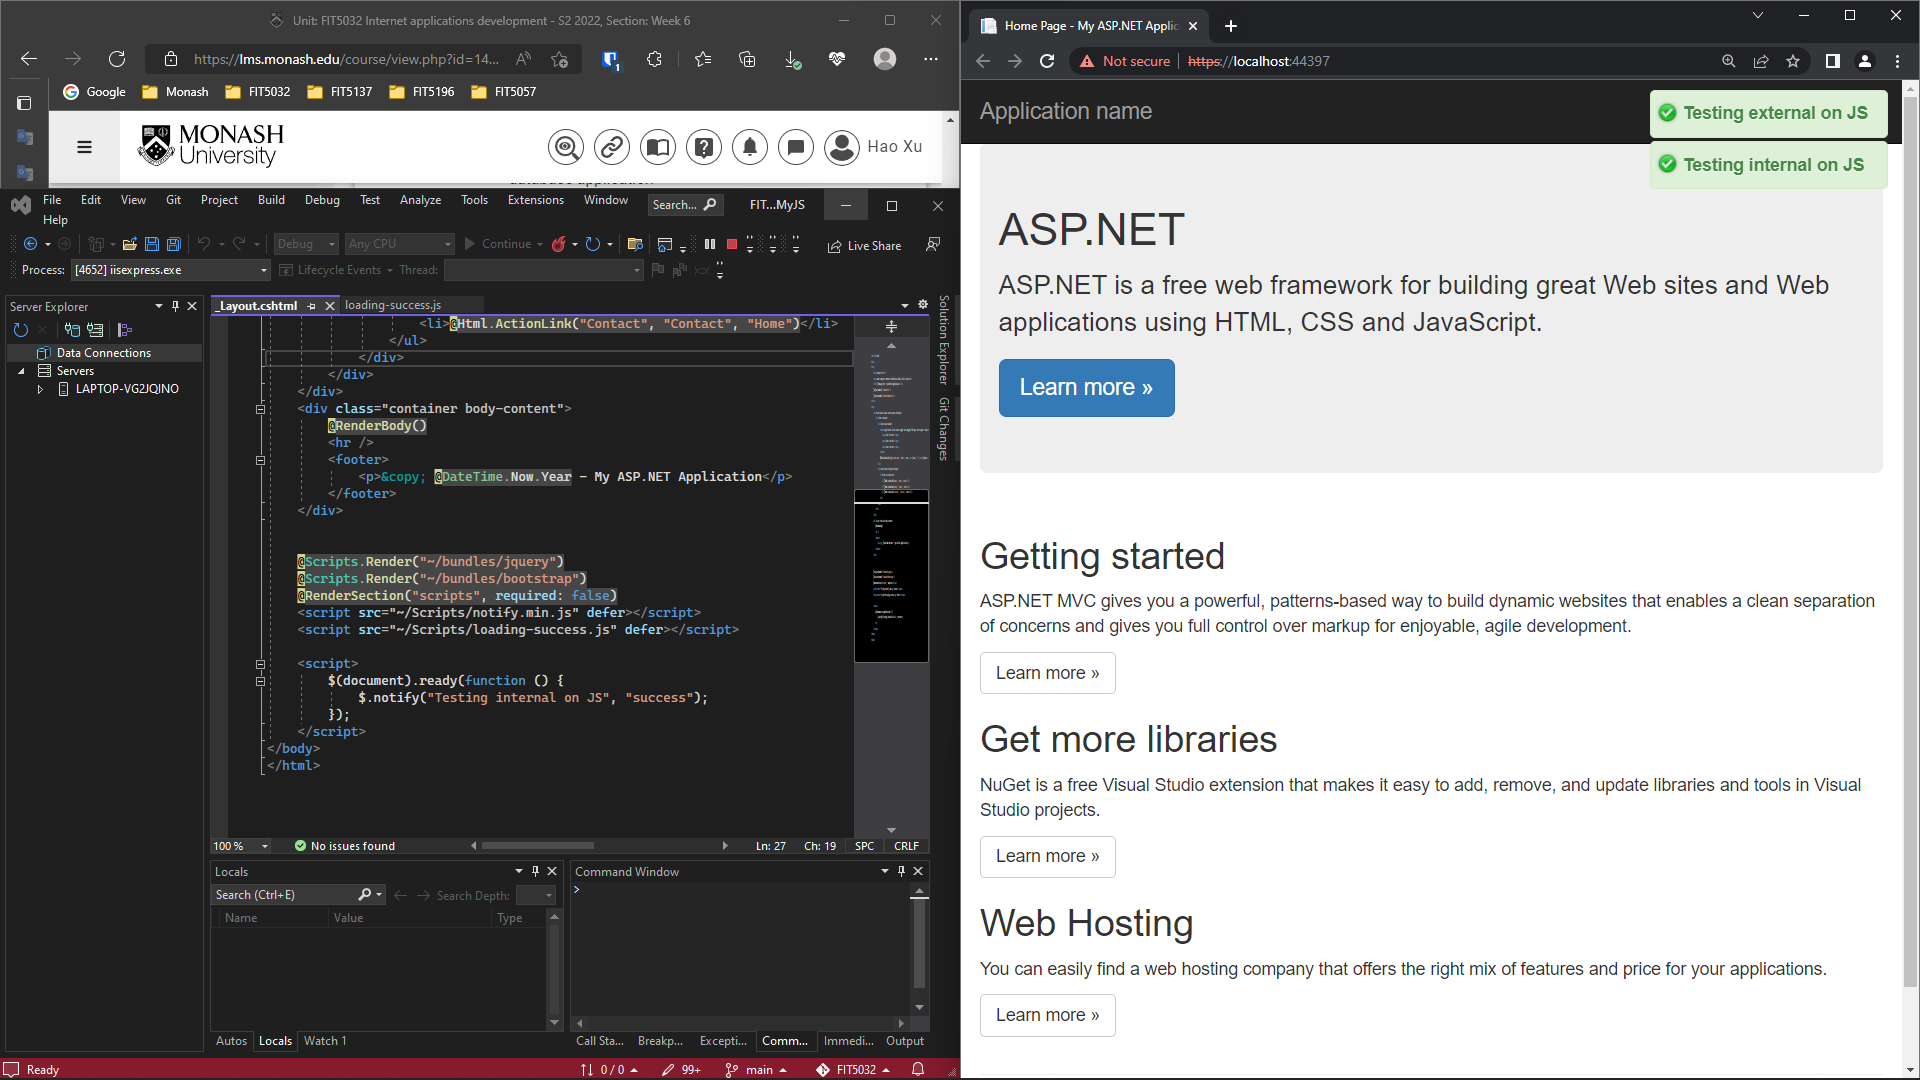 Unit: FIT5032 Internet applications development - S2 2022, Section: Week 6
https://lms.monash.edu/course/view.php?id=14...
Google
Monash
FIT5032
FIT5137
FIT5196
FIT5057
MONASH
University
Hao Xu
File Edit View Git Project Build Debug Test Analyze Tools Extensions Window
Help
Search...
FIT...MyJS
Debug
Any CPU
Continue
Live Share
Process: [4652] iisexpress.exe
Lifecycle Events
Thread:
Server Explorer
Data Connections
Servers
LAPTOP-VG2JQINO
_Layout.cshtml
loading-success.js
<li>@Html.ActionLink("Contact", "Contact", "Home")</li>
</ul>
</div>
</div>
</div>
<div class="container body-content">
@RenderBody()
<hr />
<footer>
<p>&copy; @DateTime.Now.Year - My ASP.NET Application</p>
</footer>
</div>
@Scripts.Render("~/bundles/jquery")
@Scripts.Render("~/bundles/bootstrap")
@RenderSection("scripts", required: false)
<script src="~/Scripts/notify.min.js" defer></script>
<script src="~/Scripts/loading-success.js" defer></script>
<script>
$(document).ready(function () {
$.notify("Testing internal on JS", "success");
});
</script>
</body>
</html>
Solution Explorer
Git Changes
100 %
No issues found
Ln: 27 Ch: 19 SPC CRLF
Locals
Search (Ctrl+E)
Search Depth:
Name Value Type
Autos Locals Watch 1
Command Window
>
Call Sta... Breakp... Excepti... Comm... Immedi... Output
Ready
0 / 0
99+
main
FIT5032
Home Page - My ASP.NET Applic
Not secure
https://localhost:44397
Application name
Testing external on JS
Testing internal on JS
ASP.NET
ASP.NET is a free web framework for building great Web sites and Web
applications using HTML, CSS and JavaScript.
Learn more »
Getting started
ASP.NET MVC gives you a powerful, patterns-based way to build dynamic websites that enables a clean separation
of concerns and gives you full control over markup for enjoyable, agile development.
Learn more »
Get more libraries
NuGet is a free Visual Studio extension that makes it easy to add, remove, and update libraries and tools in Visual
Studio projects.
Learn more »
Web Hosting
You can easily find a web hosting company that offers the right mix of features and price for your applications.
Learn more »